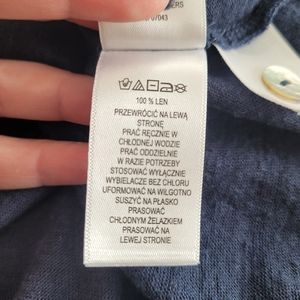 100 % LEN
PRZEWRÓCIĆ NA LEWĄ
STRONĘ
PRAĆ RĘCZNIE W
CHŁODNEJ WODZIE
PRAĆ ODDZIELNIE
W RAZIE POTRZEBY
STOSOWAĆ WYŁĄCZNIE
WYBIELACZE BEZ CHLORU
UFORMOWAĆ NA WILGOTNO
SUSZYĆ NA PŁASKO
PRASOWAĆ
CHŁODNYM ŻELAZKIEM
PRASOWAĆ NA
LEWEJ STRONIE